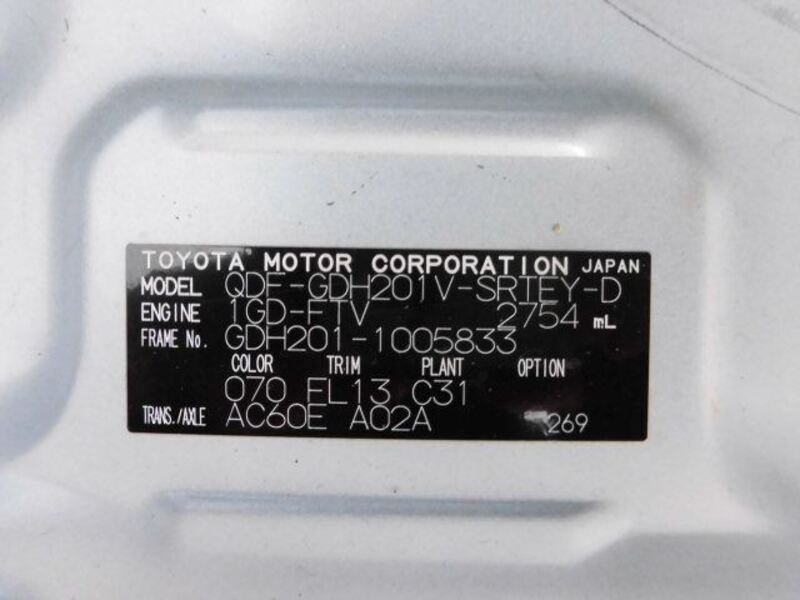 TOYOTA MOTOR CORPORATION JAPAN
MODEL QDF-GDH201V-SRTEY-D
ENGINE 1GD-FTV 2754 mL
FRAME No. GDH201-1005833
COLOR TRIM PLANT OPTION
070 FL13 C31
TRANS./AXLE AC60E A02A 269